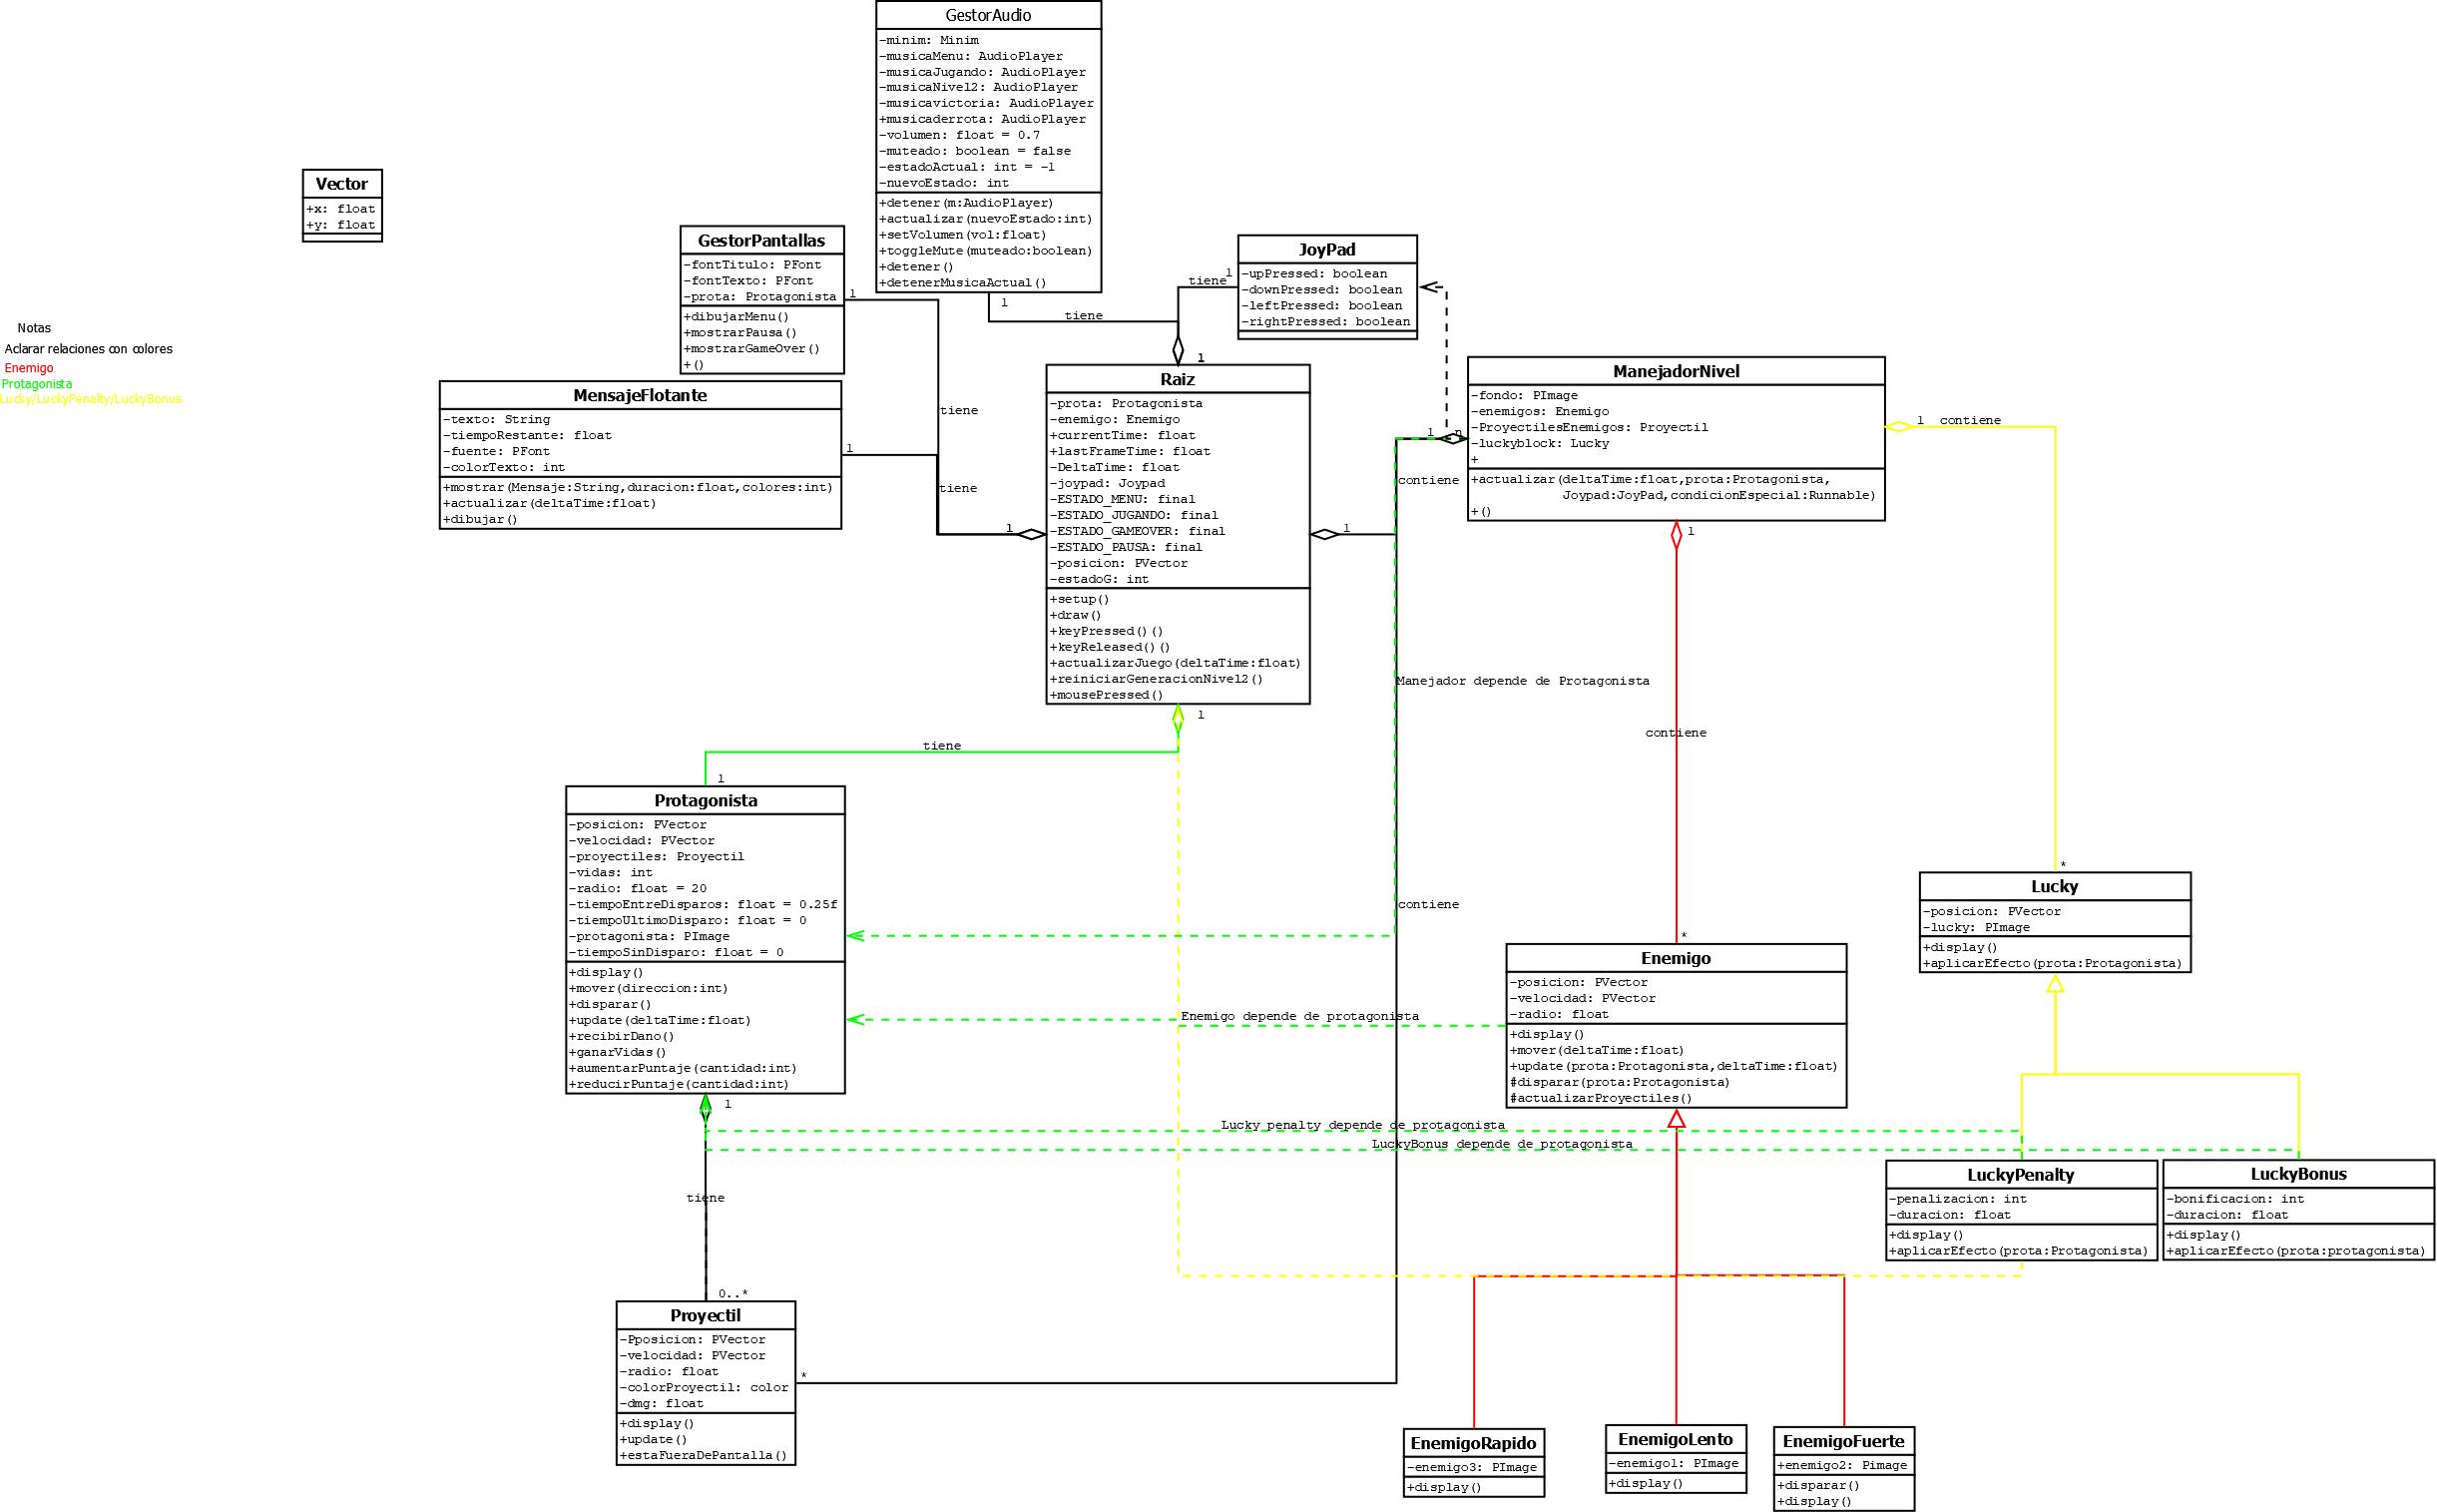 GestorAudio
-minim: Minim
-musicaMenu: AudioPlayer
-musicaJugando: AudioPlayer
-musicaNivel2: AudioPlayer
-musicavictoria: AudioPlayer
+musicaderrota: AudioPlayer
-volumen: float = 0.7
-muteado: boolean = false
-estadoActual: int = -1
-nuevoEstado: int
+detener(m:AudioPlayer)
+actualizar(nuevoEstado:int)
+setVolumen(vol:float)
+toggleMute(muteado:boolean)
+detener()
+detenerMusicaActual()
1
tiene
Vector
+x: float
+y: float
GestorPantallas
-fontTitulo: PFont
-fontTexto: PFont
-prota: Protagonista
+dibujarMenu()
+mostrarPausa()
+mostrarGameOver()
+()
1
tiene
JoyPad
-upPressed: boolean
-downPressed: boolean
-leftPressed: boolean
-rightPressed: boolean
1
tiene
Notas
Aclarar relaciones con colores
Enemigo
Protagonista
Lucky/LuckyPenalty/LuckyBonus
MensajeFlotante
-texto: String
-tiempoRestante: float
-fuente: PFont
-colorTexto: int
+mostrar(Mensaje:String,duracion:float,colores:int)
+actualizar(deltaTime:float)
+dibujar()
1
tiene
1
1
Raiz
-prota: Protagonista
-enemigo: Enemigo
+currentTime: float
+lastFrameTime: float
-DeltaTime: float
-joypad: Joypad
-ESTADO_MENU: final
-ESTADO_JUGANDO: final
-ESTADO_GAMEOVER: final
-ESTADO_PAUSA: final
-posicion: PVector
-estadoG: int
+setup()
+draw()
+keyPressed()()
+keyReleased()()
+actualizarJuego(deltaTime:float)
+reiniciarGeneracionNivel2()
+mousePressed()
1
1
1
n
contiene
ManejadorNivel
-fondo: PImage
-enemigos: Enemigo
-ProyectilesEnemigos: Proyectil
-luckyblock: Lucky
+
+actualizar(deltaTime:float,prota:Protagonista,
Joypad:JoyPad,condicionEspecial:Runnable)
+()
1
contiene
1
Manejador depende de Protagonista
contiene
tiene
1
Protagonista
-posicion: PVector
-velocidad: PVector
-proyectiles: Proyectil
-vidas: int
-radio: float = 20
-tiempoEntreDisparos: float = 0.25f
-tiempoUltimoDisparo: float = 0
-protagonista: PImage
-tiempoSinDisparo: float = 0
+display()
+mover(direccion:int)
+disparar()
+update(deltaTime:float)
+recibirDano()
+ganarVidas()
+aumentarPuntaje(cantidad:int)
+reducirPuntaje(cantidad:int)
1
contiene
*
Lucky
-posicion: PVector
-lucky: PImage
+display()
+aplicarEfecto(prota:Protagonista)
*
Enemigo
-posicion: PVector
-velocidad: PVector
-radio: float
+display()
+mover(deltaTime:float)
+update(prota:Protagonista,deltaTime:float)
#disparar(prota:Protagonista)
#actualizarProyectiles()
Enemigo depende de protagonista
Lucky penalty depende de protagonista
LuckyBonus depende de protagonista
LuckyPenalty
-penalizacion: int
-duracion: float
+display()
+aplicarEfecto(prota:Protagonista)
LuckyBonus
-bonificacion: int
-duracion: float
+display()
+aplicarEfecto(prota:protagonista)
tiene
0..*
Proyectil
-Pposicion: PVector
-velocidad: PVector
-radio: float
-colorProyectil: color
-dmg: float
+display()
+update()
+estaFueraDePantalla()
*
EnemigoRapido
-enemigo3: PImage
+display()
EnemigoLento
-enemigo1: PImage
+display()
EnemigoFuerte
+enemigo2: Pimage
+disparar()
+display()